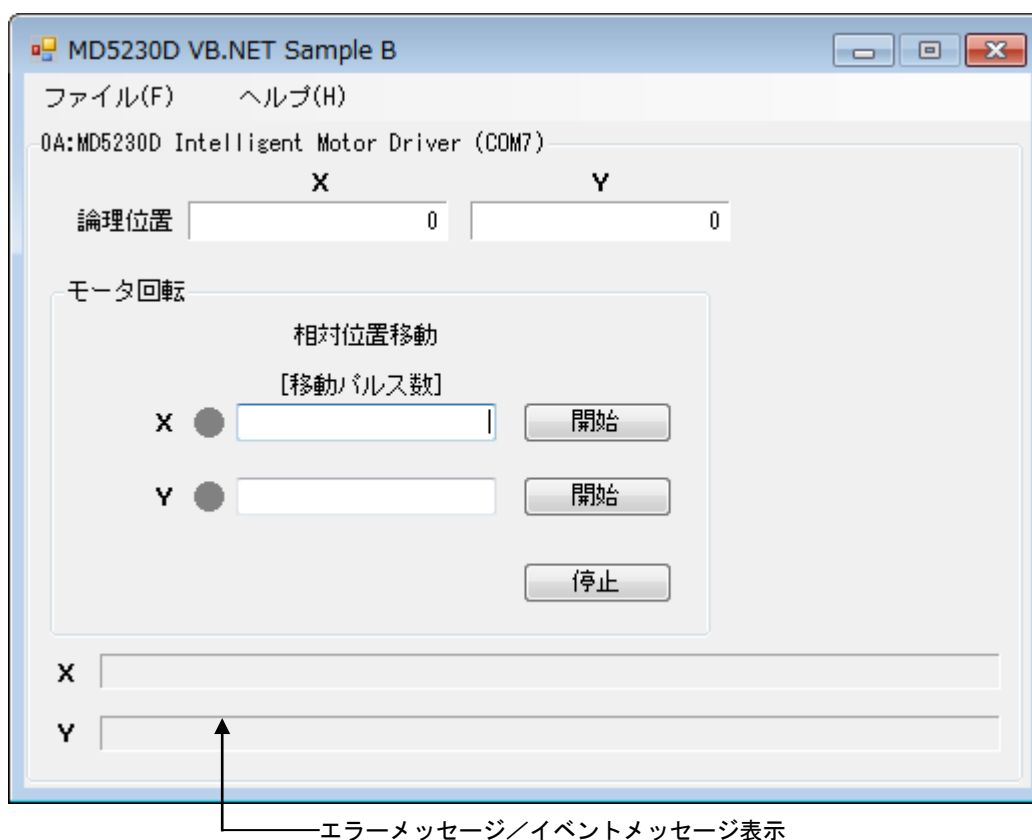 MD5230D VB.NET Sample B
ファイル(F) ヘルプ(H)
0A:MD5230D Intelligent Motor Driver (COM7)
X Y
論理位置 0 0
モータ回転
相対位置移動
[移動パルス数]
X 開始
Y 開始
停止
X
Y
エラーメッセージ/イベントメッセージ表示